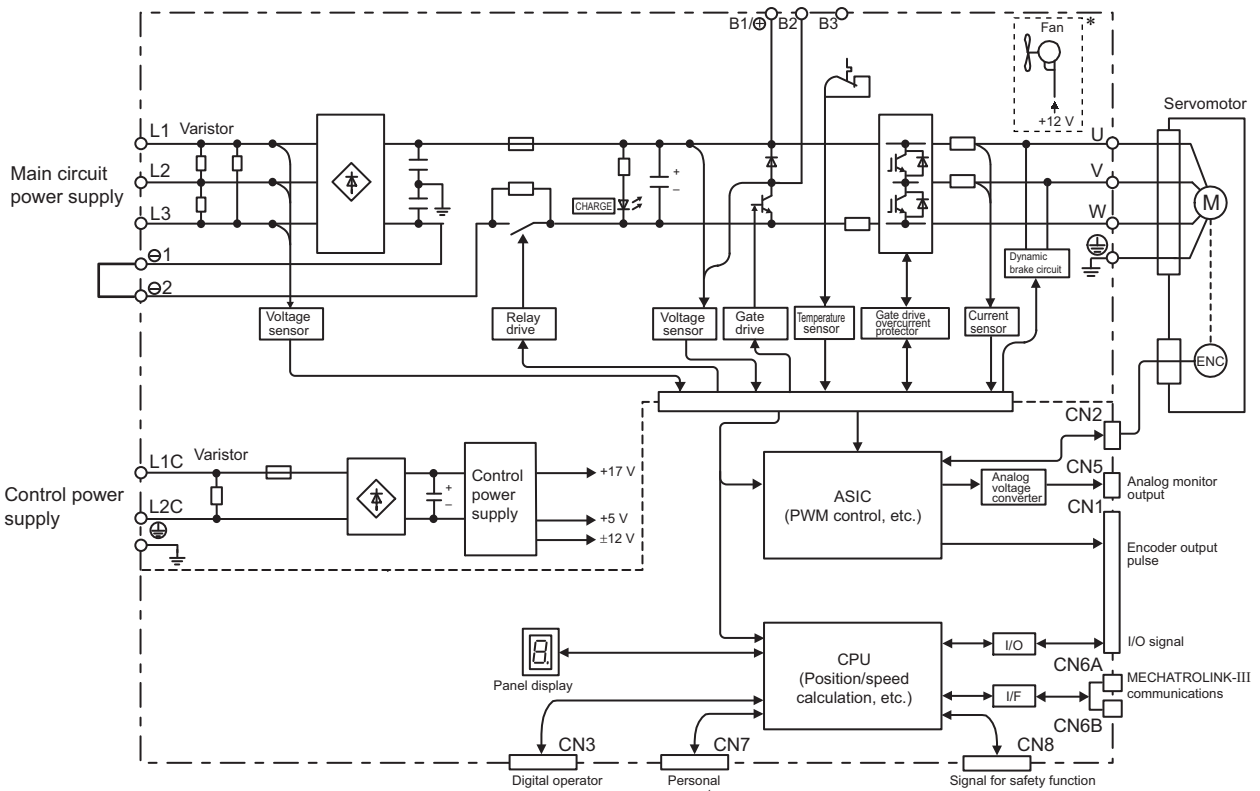 B1/⊕ B2 B3
Fan *
+12 V
Servomotor
Main circuit
power supply
L1 Varistor
L2
L3
⊖1
⊖2
CHARGE
+
–
U
V
W
M
Dynamic
brake circuit
Voltage
sensor
Relay
drive
Voltage
sensor
Gate
drive
Temperature
sensor
Gate drive
overcurrent
protector
Current
sensor
ENC
Control power
supply
L1C Varistor
L2C
+
–
Control
power
supply
+17 V
+5 V
±12 V
ASIC
(PWM control, etc.)
Analog
voltage
converter
CN2
CN5
Analog monitor
output
CN1
Encoder output
pulse
I/O signal
8.
Panel display
CPU
(Position/speed
calculation, etc.)
I/O
I/F
CN6A
MECHATROLINK-III
communications
CN6B
CN3
Digital operator
CN7
Personal
CN8
Signal for safety function